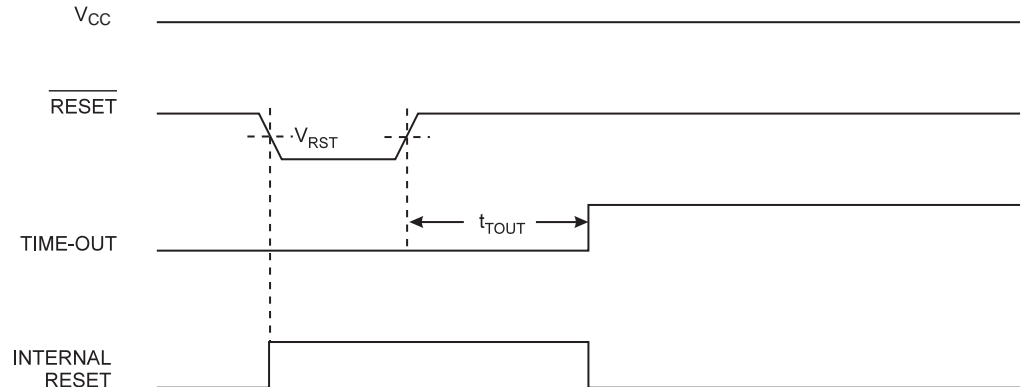 VCC
RESET
VRST
tTOUT
TIME-OUT
INTERNAL
RESET